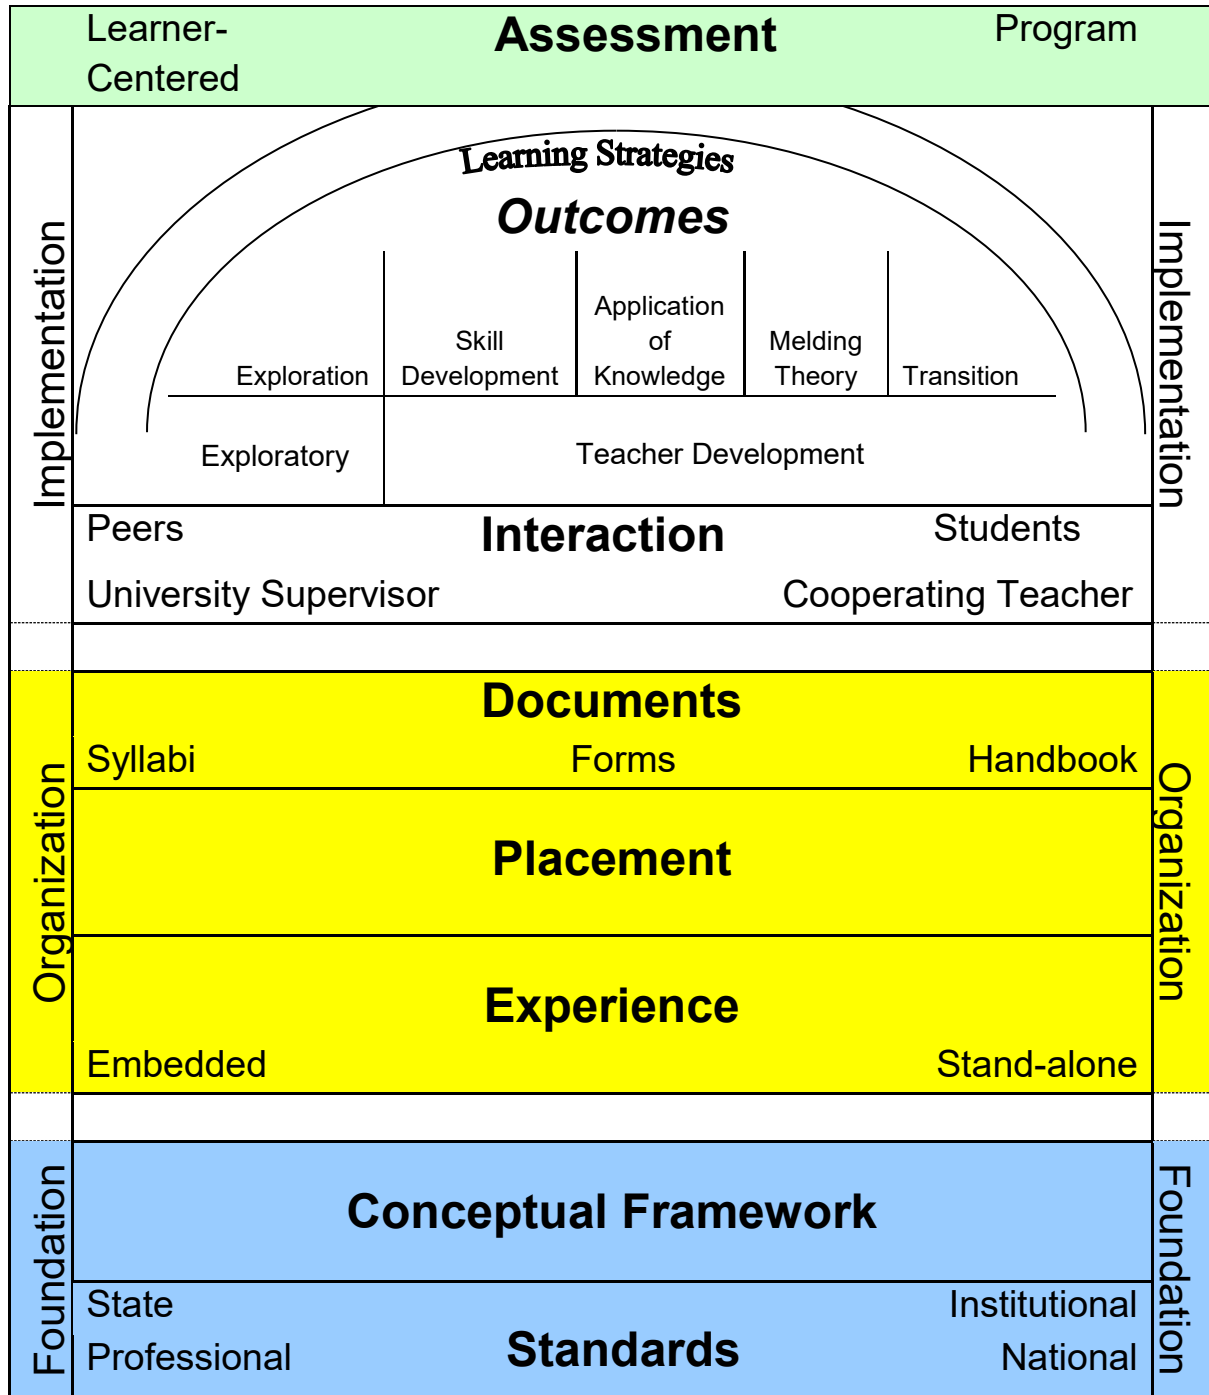 Learner-
Centered
Assessment
Program
Implementation
Implementation
Learning Strategies
Outcomes
Exploration
Skill
Development
Application
of
Knowledge
Melding
Theory
Transition
Exploratory
Teacher Development
Peers
Interaction
Students
University Supervisor
Cooperating Teacher
Organization
Organization
Documents
Syllabi
Forms
Handbook
Placement
Experience
Embedded
Stand-alone
Foundation
Foundation
Conceptual Framework
State
Institutional
Professional
Standards
National